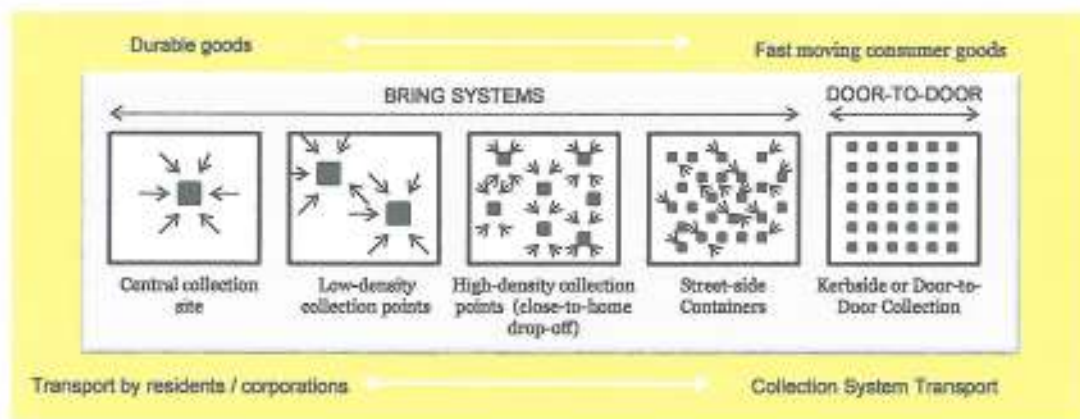 Durable goods
Fast moving consumer goods
BRING SYSTEMS
DOOR-TO-DOOR
Central collection
site
Low-density
collection points
High-density collection
points (close-to-home
drop-off)
Street-side
Containers
Kerbside or Door-to-
Door Collection
Transport by residents / corporations
Collection System Transport